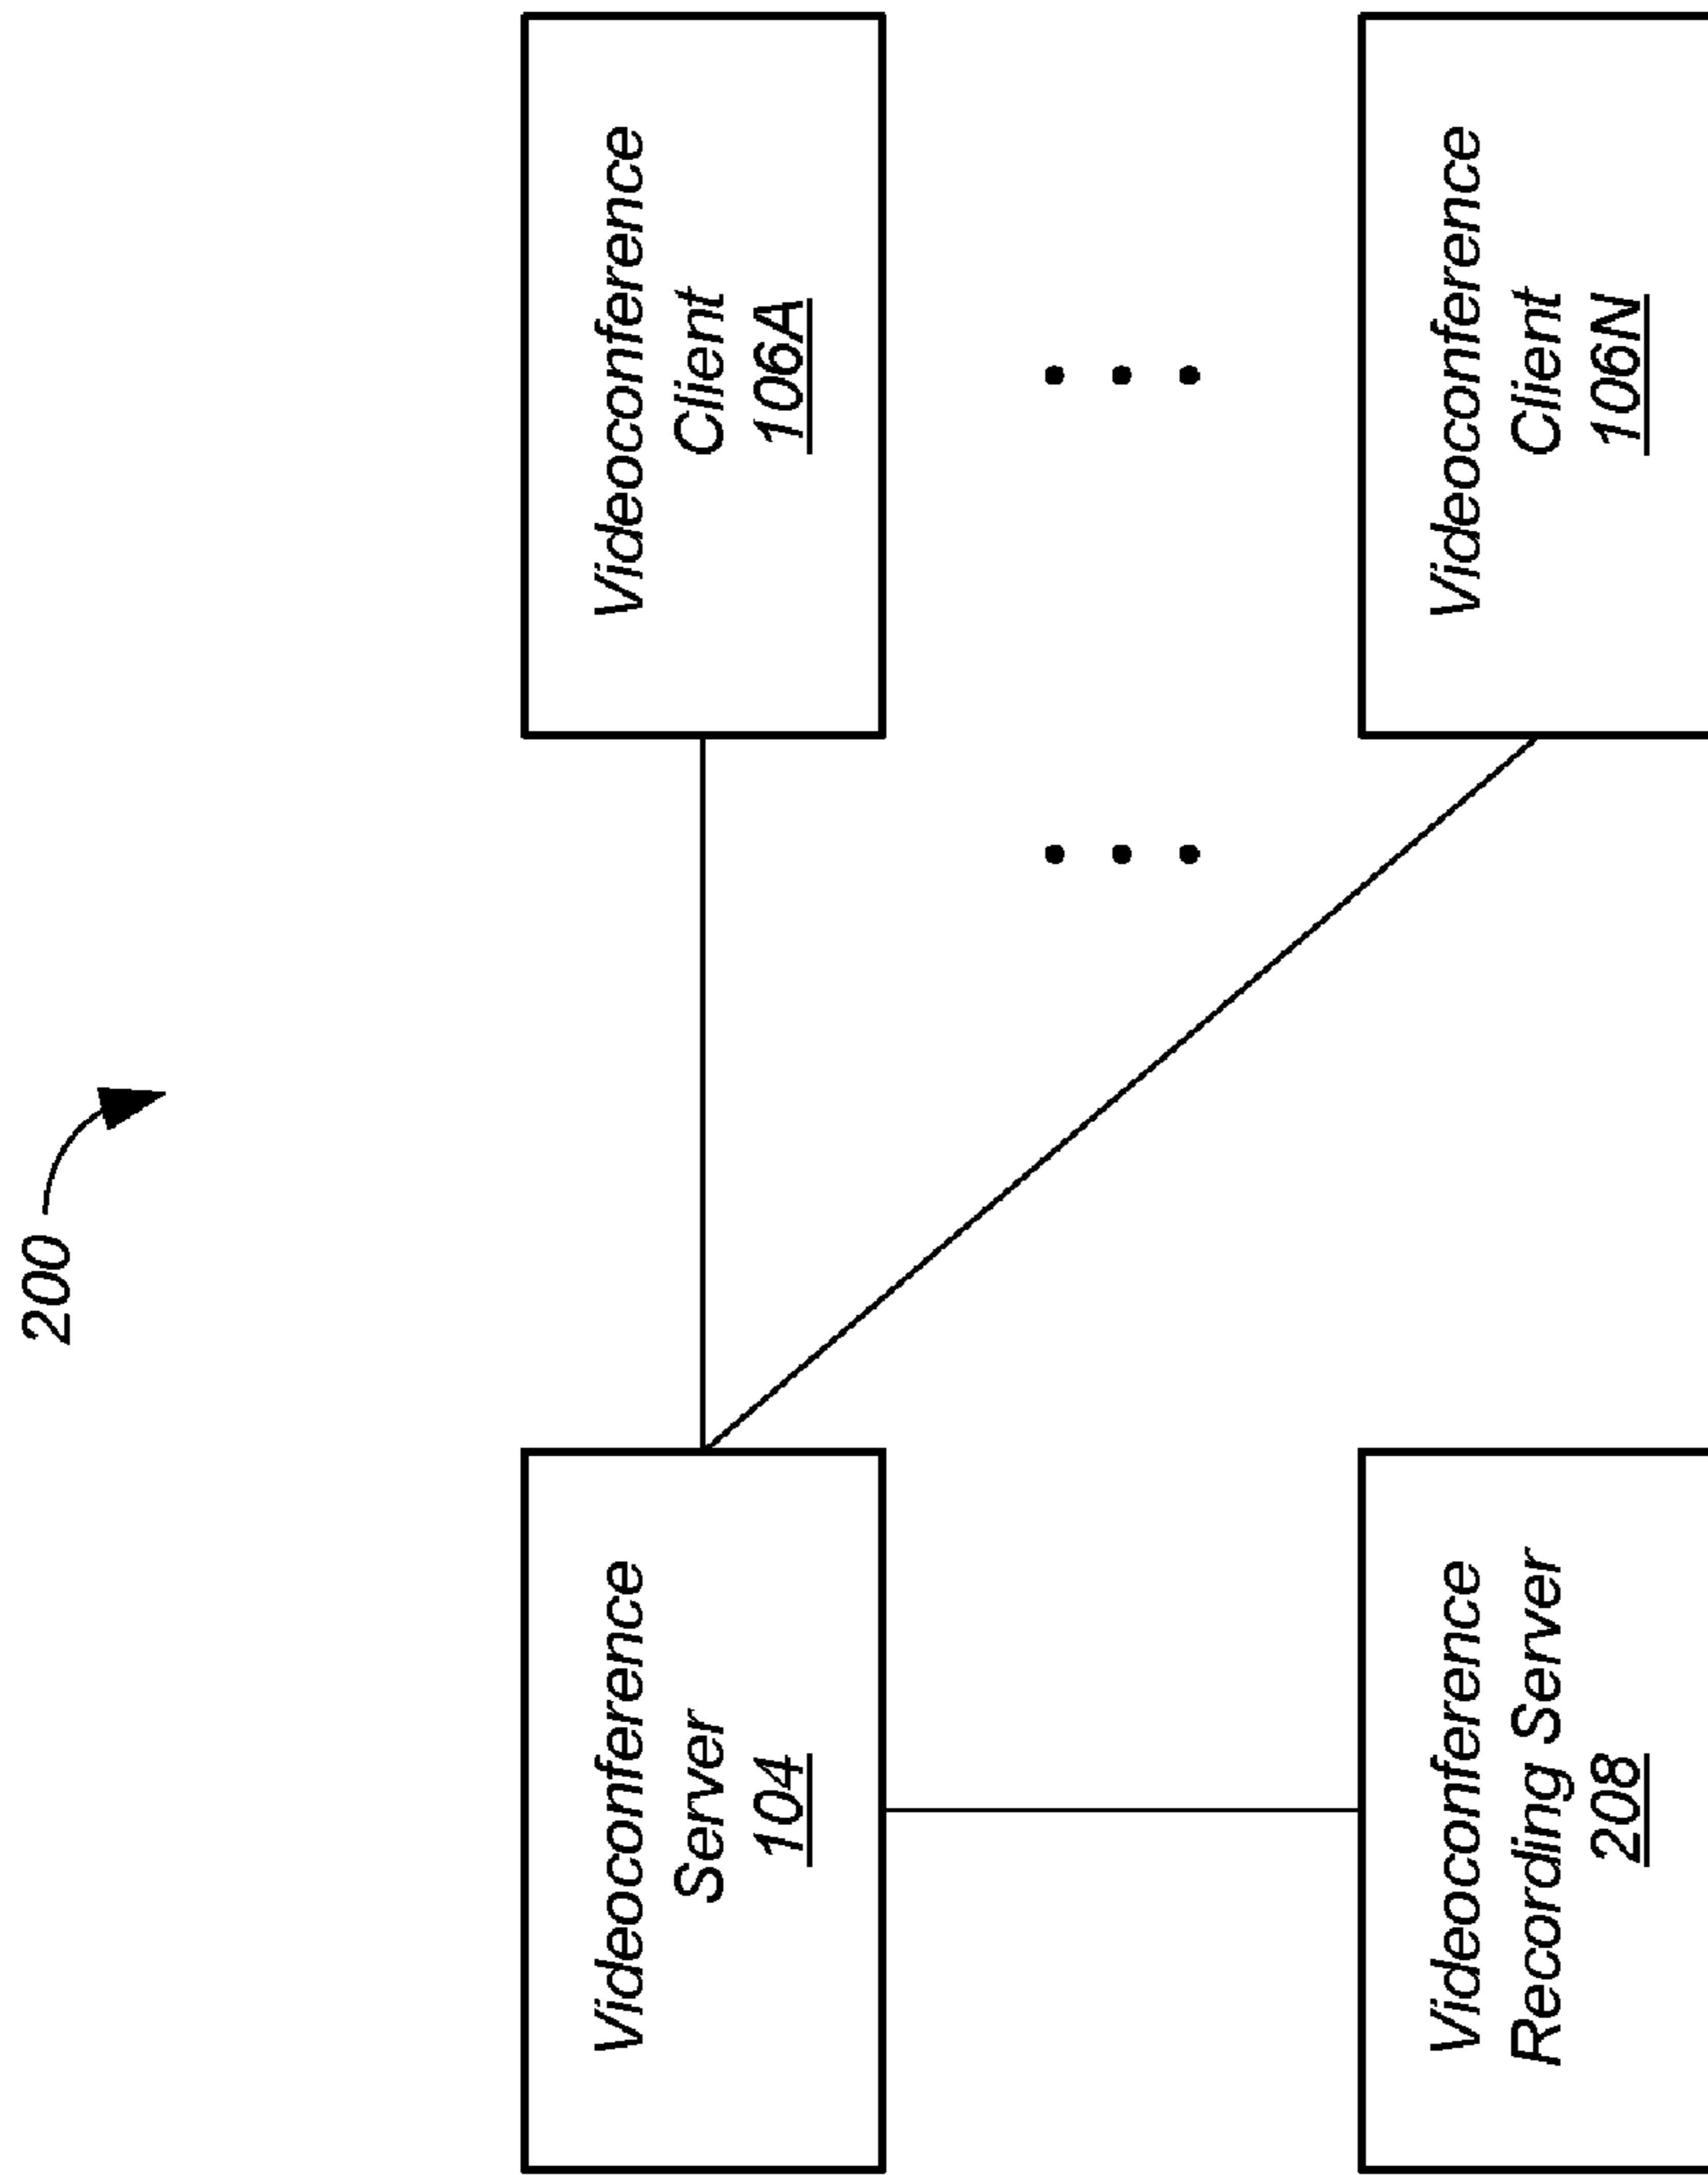 200
Videoconference
Server
104
Videoconference
Client
106A
Videoconference
Recording Server
208
Videoconference
Client
106N